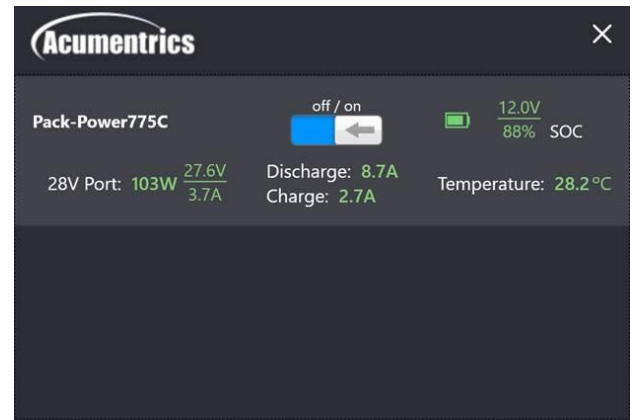 Acumentrics
Pack-Power775C
off / on
12.0V
88% SOC
28V Port: 103W 27.6V
3.7A
Discharge: 8.7A
Charge: 2.7A
Temperature: 28.2°C